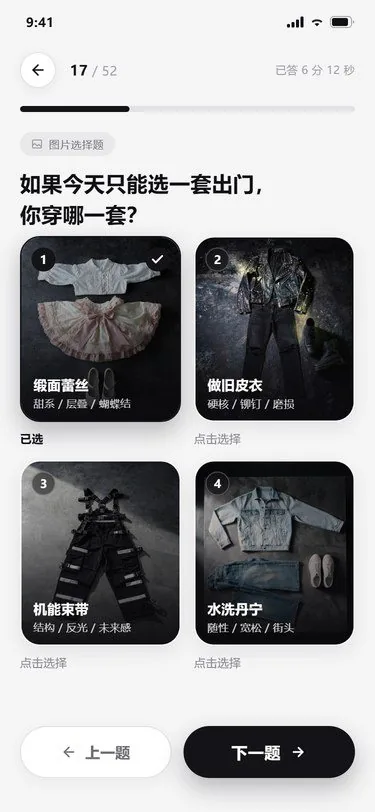 9:41
17 / 52
已答 6 分 12 秒
图片选择题
如果今天只能选一套出门，
你穿哪一套？
1
缎面蕾丝
甜系 / 层叠 / 蝴蝶结
已选
2
做旧皮衣
硬核 / 铆钉 / 磨损
点击选择
3
机能束带
结构 / 反光 / 未来感
点击选择
4
水洗丹宁
随性 / 宽松 / 街头
点击选择
上一题
下一题